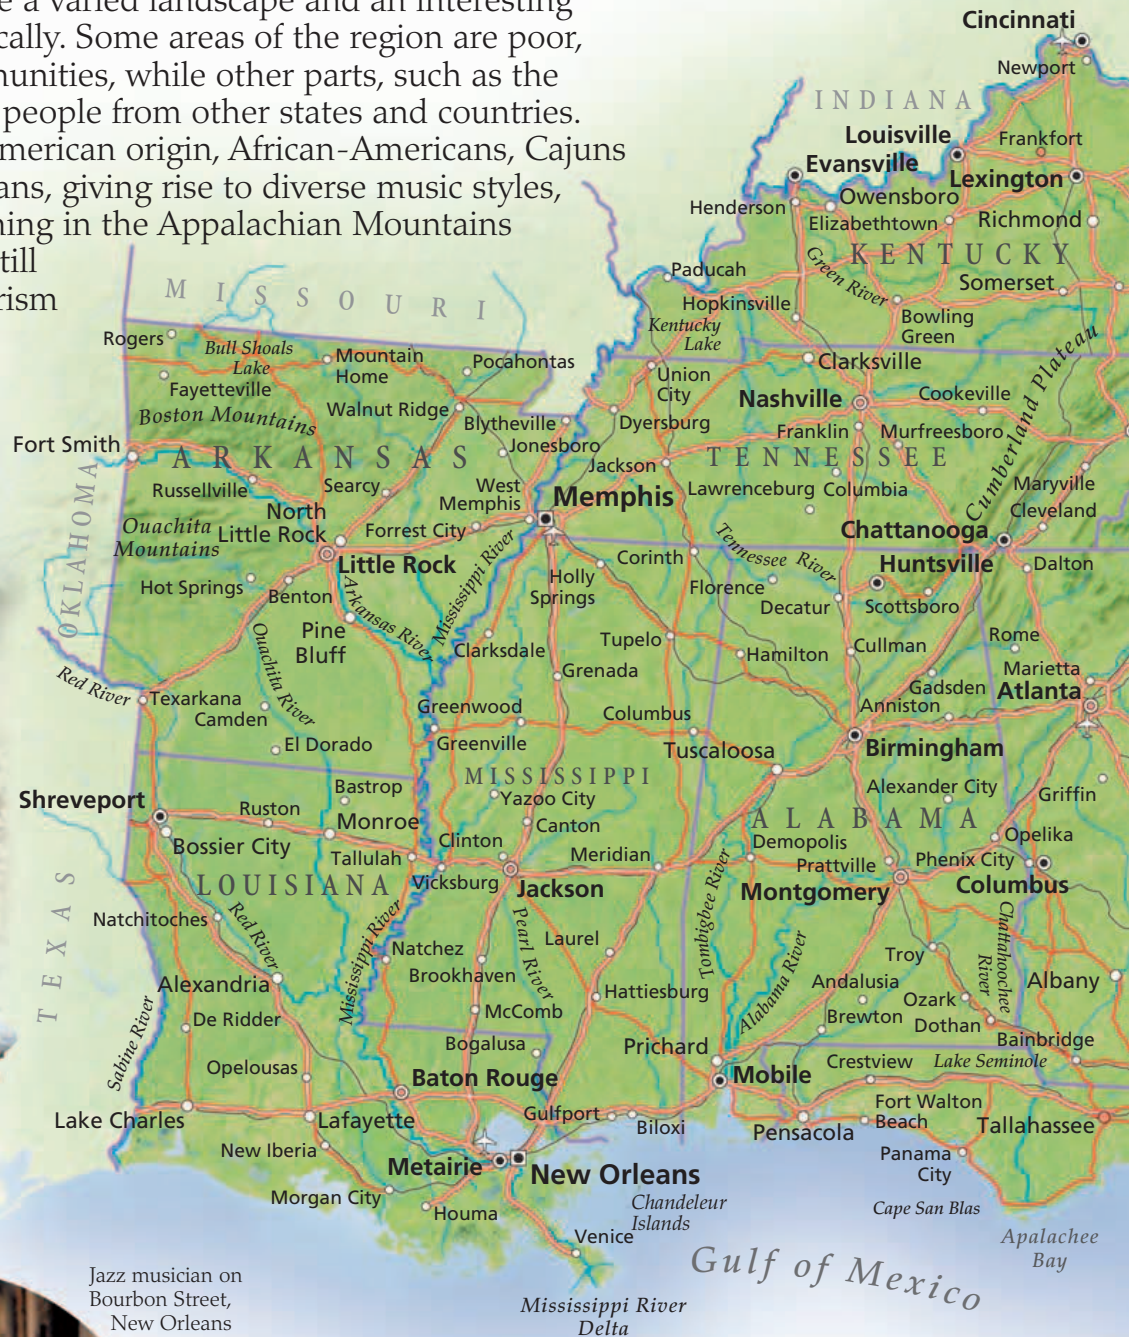 e a varied landscape and an interesting
cally. Some areas of the region are poor,
munities, while other parts, such as the
people from other states and countries.
merican origin, African-Americans, Cajuns
ans, giving rise to diverse music styles,
ning in the Appalachian Mountains
till
rism
Cincinnati
Newport
INDIANA
Louisville
Frankfort
Evansville
Lexington
Henderson
Owensboro
Elizabethtown
Richmond
KENTUCKY
Green River
Paducah
Somerset
Hopkinsville
Bowling
Green
Kentucky
Lake
MISSOURI
Rogers
Bull Shoals
Lake
Mountain
Home
Pocahontas
Fayetteville
Union
City
Clarksville
Cumberland Plateau
Nashville
Cookeville
Boston Mountains
Walnut Ridge
Blytheville
Dyersburg
Franklin
Murfreesboro
Fort Smith
Jonesboro
ARKANSAS
Jackson
TENNESSEE
OKLAHOMA
Russellville
Searcy
West
Memphis
Memphis
Lawrenceburg
Columbia
Maryville
Cleveland
North
Little Rock
Ouachita
Mountains
Forrest City
Chattanooga
Little Rock
Mississippi River
Corinth
Tennessee River
Huntsville
Dalton
Hot Springs
Benton
Holly
Springs
Florence
Decatur
Scottsboro
Arkansas River
Pine
Bluff
Clarksdale
Tupelo
Hamilton
Cullman
Rome
Ouachita River
Red River
Texarkana
Grenada
Marietta
Gadsden
Atlanta
Camden
Greenwood
Columbus
Anniston
El Dorado
Greenville
Tuscaloosa
Birmingham
MISSISSIPPI
Bastrop
Yazoo City
Alexander City
Griffin
Shreveport
Ruston
Monroe
Canton
ALABAMA
Opelika
Bossier City
Clinton
Tallulah
Meridian
Demopolis
Prattville
Phenix City
LOUISIANA
Vicksburg
Jackson
Montgomery
Columbus
TEXAS
Natchitoches
Red River
Mississippi River
Pearl River
Tombigbee River
Chattahoochee
River
Natchez
Laurel
Brookhaven
Troy
Alabama River
Alexandria
Hattiesburg
Andalusia
Ozark
Albany
De Ridder
McComb
Brewton
Dothan
Sabine River
Bogalusa
Prichard
Bainbridge
Opelousas
Crestview
Lake Seminole
Baton Rouge
Mobile
Lake Charles
Lafayette
Gulfport
Biloxi
Pensacola
Fort Walton
Beach
Tallahassee
New Iberia
Metairie
New Orleans
Panama
City
Morgan City
Houma
Chandeleur
Islands
Cape San Blas
Venice
Apalachee
Bay
Gulf of Mexico
Mississippi River
Delta
Jazz musician on
Bourbon Street,
New Orleans